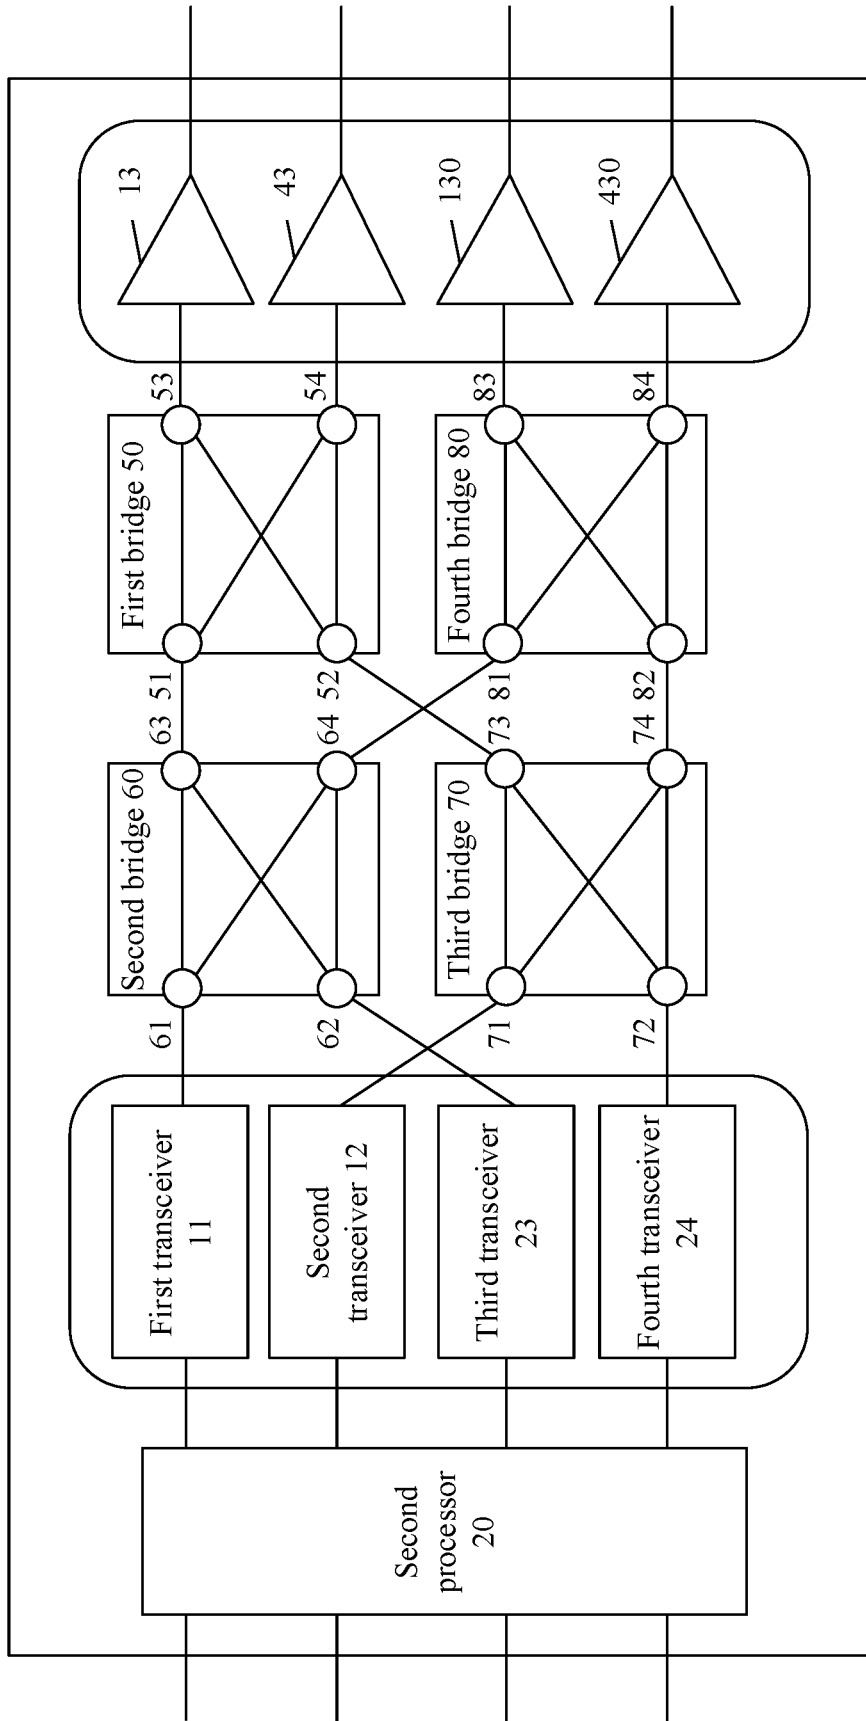 Second
processor
20
First transceiver
11
Second
transceiver 12
Third transceiver
23
Fourth transceiver
24
61
62
71
72
Second bridge 60
Third bridge 70
63
51
64
52
73
81
74
82
First bridge 50
Fourth bridge 80
53
54
83
84
13
43
130
430